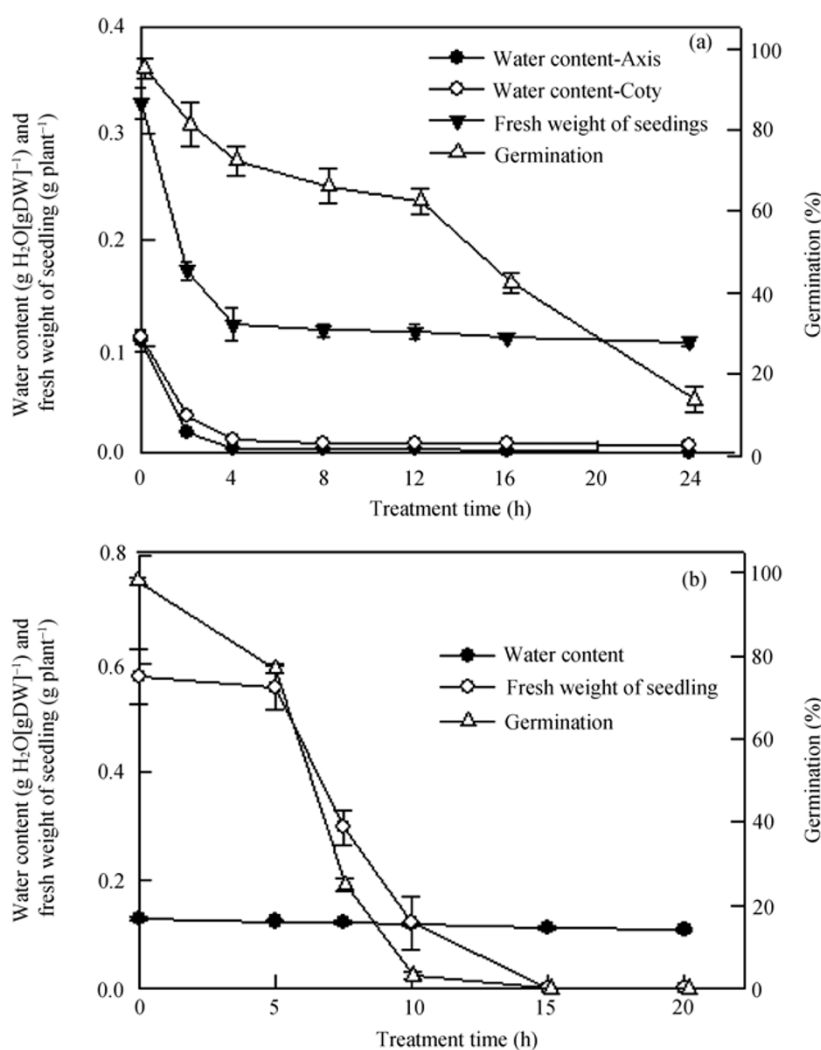 (a)
0.4
0.3
0.2
0.1
0.0
100
80
60
40
20
0
Water content-Axis
Water content-Coty
Fresh weight of seedings
Germination
Water content (g H₂O[gDW]⁻¹) and
fresh weight of seedling (g plant⁻¹)
Germination (%)
0 4 8 12 16 20 24
Treatment time (h)
(b)
0.8
0.6
0.4
0.2
0.0
100
80
60
40
20
0
Water content
Fresh weight of seedling
Germination
Water content (g H₂O[gDW]⁻¹) and
fresh weight of seedling (g plant⁻¹)
Germination (%)
0 5 10 15 20
Treatment time (h)